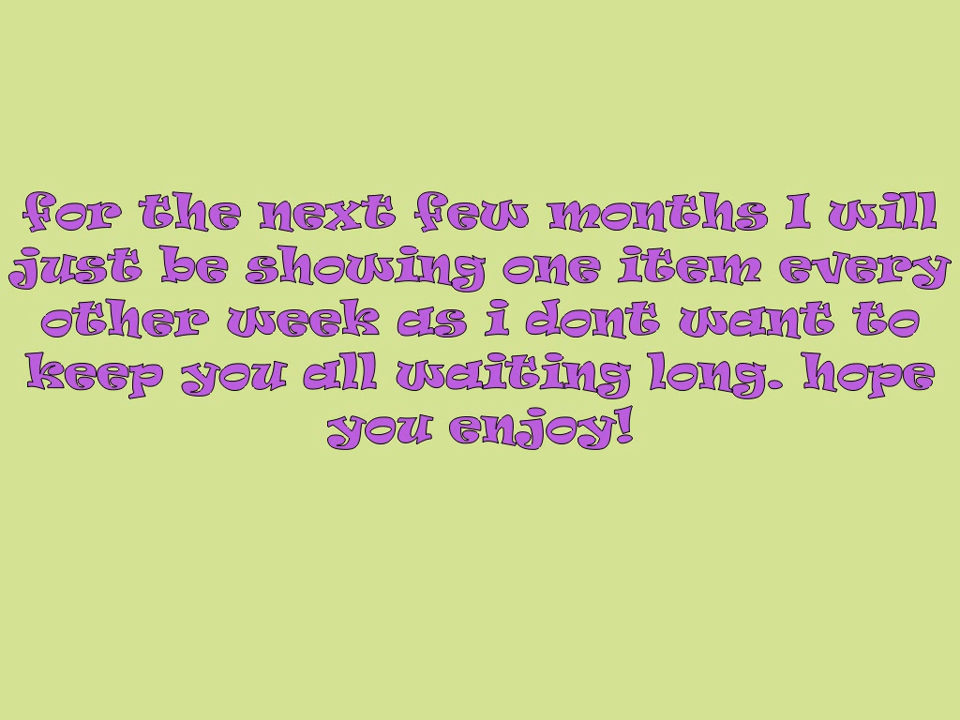 for the next few months I will
just be showing one item every
other week as i dont want to
keep you all waiting long. hope
you enjoy!